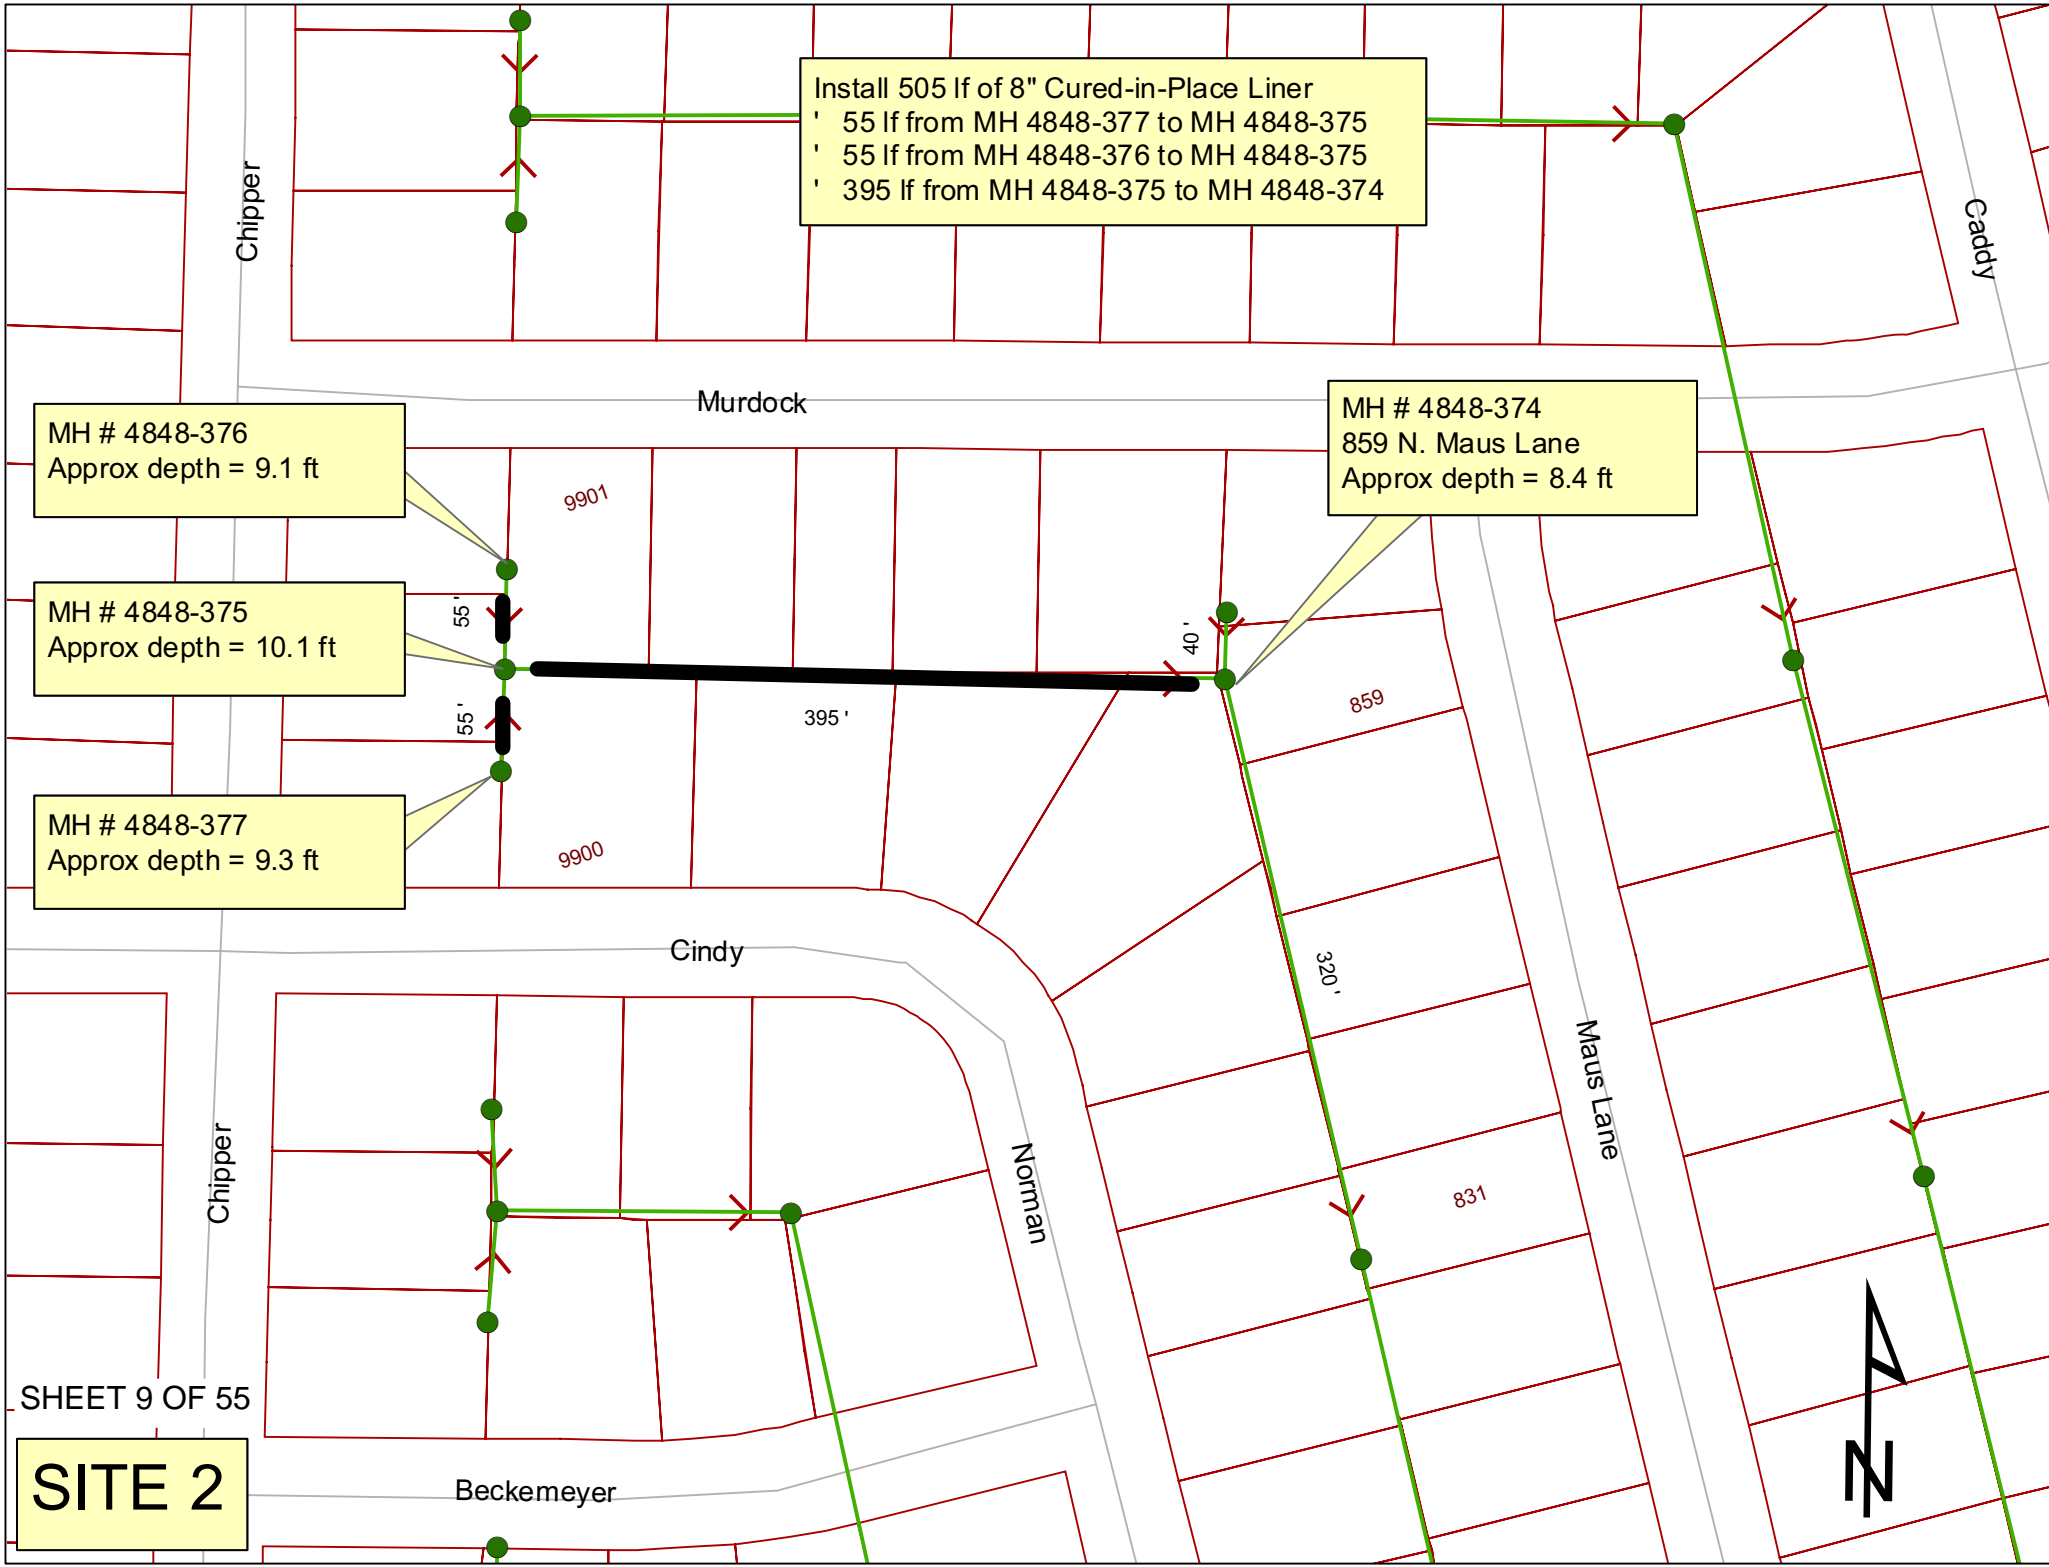 Install 505 lf of 8" Cured-in-Place Liner
' 55 lf from MH 4848-377 to MH 4848-375
' 55 lf from MH 4848-376 to MH 4848-375
' 395 lf from MH 4848-375 to MH 4848-374
Chipper
Caddy
Murdock
MH # 4848-376
Approx depth = 9.1 ft
MH # 4848-374
859 N. Maus Lane
Approx depth = 8.4 ft
9901
MH # 4848-375
Approx depth = 10.1 ft
55 '
40 '
55 '
395 '
859
MH # 4848-377
Approx depth = 9.3 ft
9900
Cindy
320 '
Maus Lane
Chipper
Norman
831
SHEET 9 OF 55
SITE 2
Beckemeyer
N